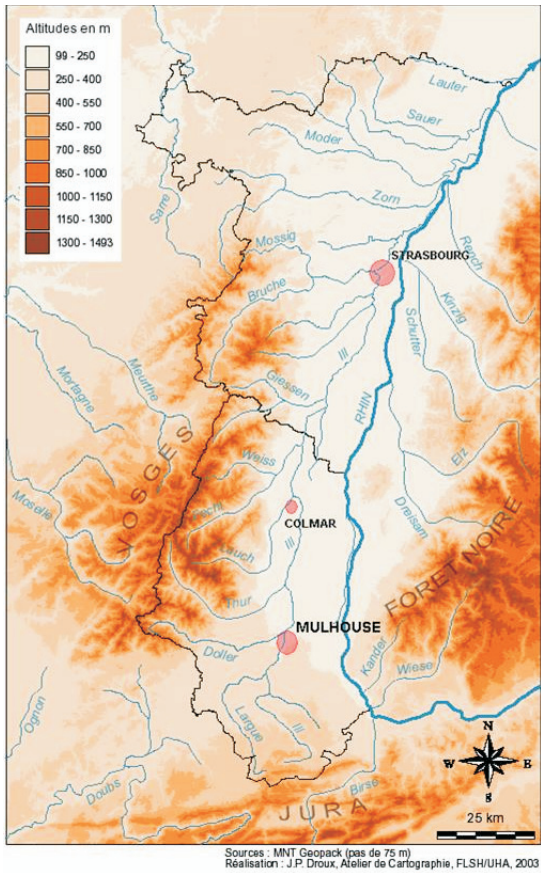 Altitudes en m
99 - 250
250 - 400
400 - 550
550 - 700
700 - 850
850 - 1000
1000 - 1150
1150 - 1300
1300 - 1493
Lauter
Sauer
Moder
Zorn
Sarre
Mossig
STRASBOURG
Rench
Bruche
Kinzig
Schutter
Ill
Meurthe
Mortagne
Giessen
RHIN
Elz
VOSGES
Weiss
Moselle
Fecht
Dreisam
COLMAR
Lauch
Ill
FORET NOIRE
Thur
MULHOUSE
Doller
Kander
Wiese
Ognon
Largue
Ill
Doubs
Birse
JURA
N
W
E
S
25 km
Sources : MNT Geopack (pas de 75 m)
Réalisation : J.P. Droux, Atelier de Cartographie, FLSH/UHA, 2003